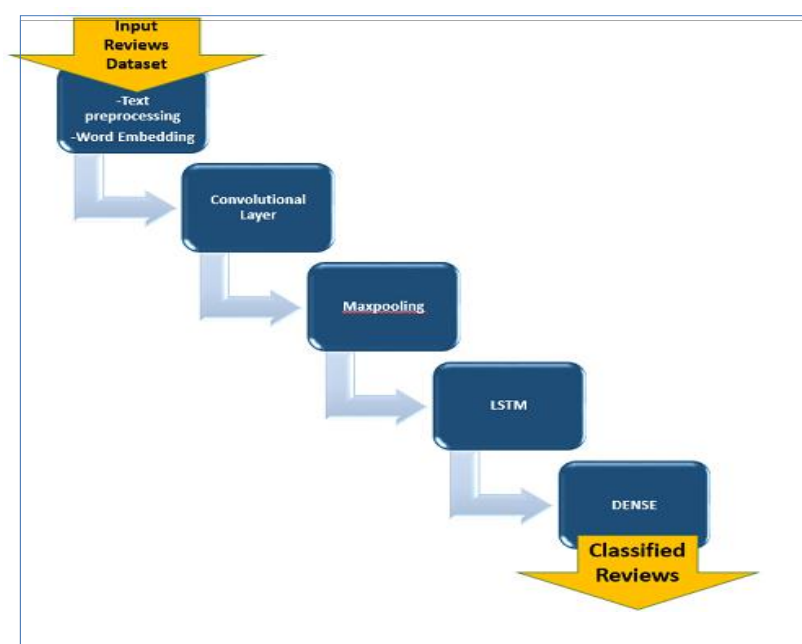 Input
Reviews
Dataset
-Text
preprocessing
-Word Embedding
Convolutional
Layer
Maxpooling
LSTM
DENSE
Classified
Reviews